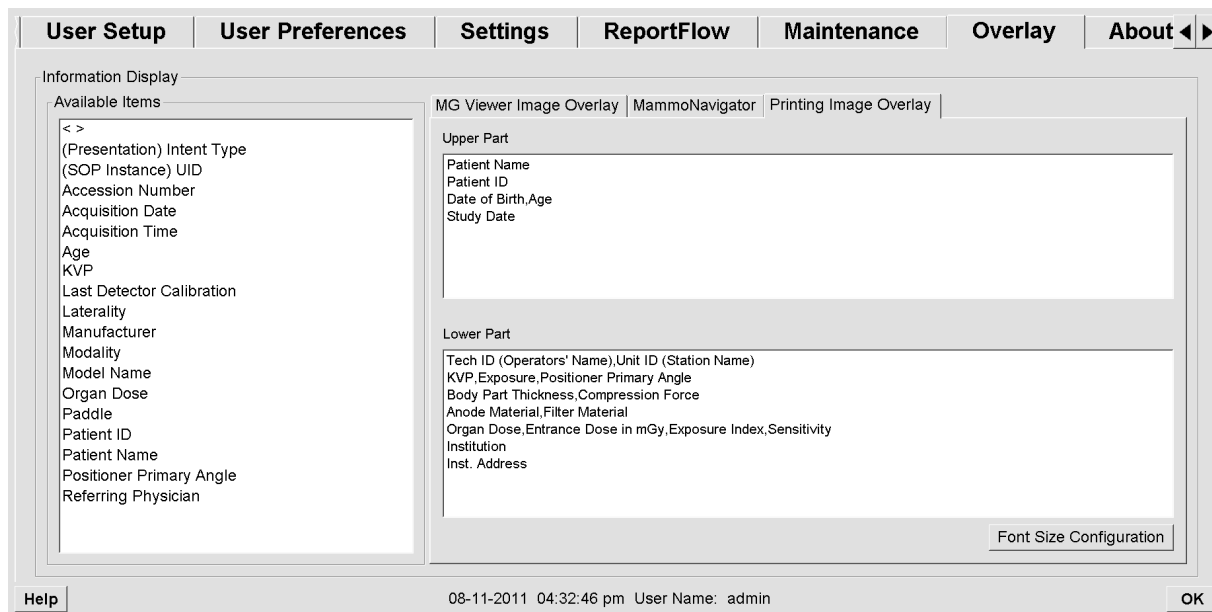 User Setup User Preferences Settings ReportFlow Maintenance Overlay About
Information Display
Available Items
< >
(Presentation) Intent Type
(SOP Instance) UID
Accession Number
Acquisition Date
Acquisition Time
Age
KVP
Last Detector Calibration
Laterality
Manufacturer
Modality
Model Name
Organ Dose
Paddle
Patient ID
Patient Name
Positioner Primary Angle
Referring Physician
MG Viewer Image Overlay MammoNavigator Printing Image Overlay
Upper Part
Patient Name
Patient ID
Date of Birth,Age
Study Date
Lower Part
Tech ID (Operators' Name),Unit ID (Station Name)
KVP,Exposure,Positioner Primary Angle
Body Part Thickness,Compression Force
Anode Material,Filter Material
Organ Dose,Entrance Dose in mGy,Exposure Index,Sensitivity
Institution
Inst. Address
Font Size Configuration
Help 08-11-2011 04:32:46 pm User Name: admin OK